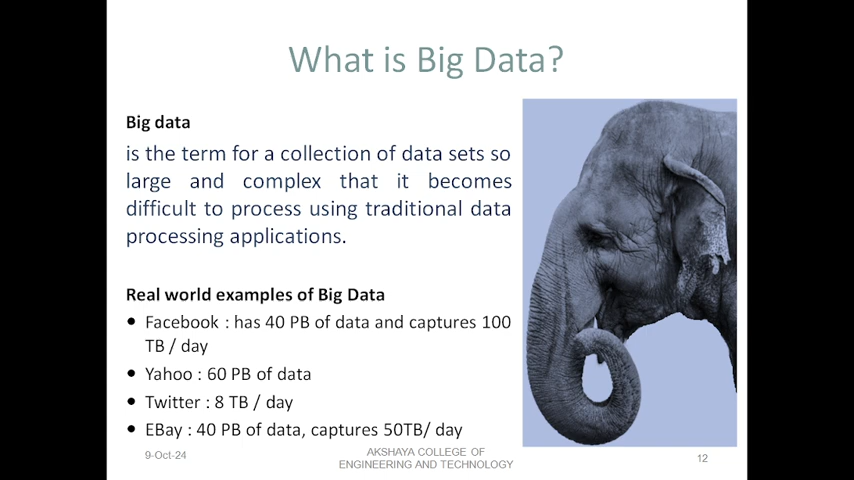 What is Big Data?
Big data
is the term for a collection of data sets so
large and complex that it becomes
difficult to process using traditional data
processing applications.
Real world examples of Big Data
• Facebook : has 40 PB of data and captures 100
TB / day
• Yahoo : 60 PB of data
• Twitter : 8 TB / day
• EBay : 40 PB of data, captures 50TB/ day
9-Oct-24
AKSHAYA COLLEGE OF
ENGINEERING AND TECHNOLOGY
12